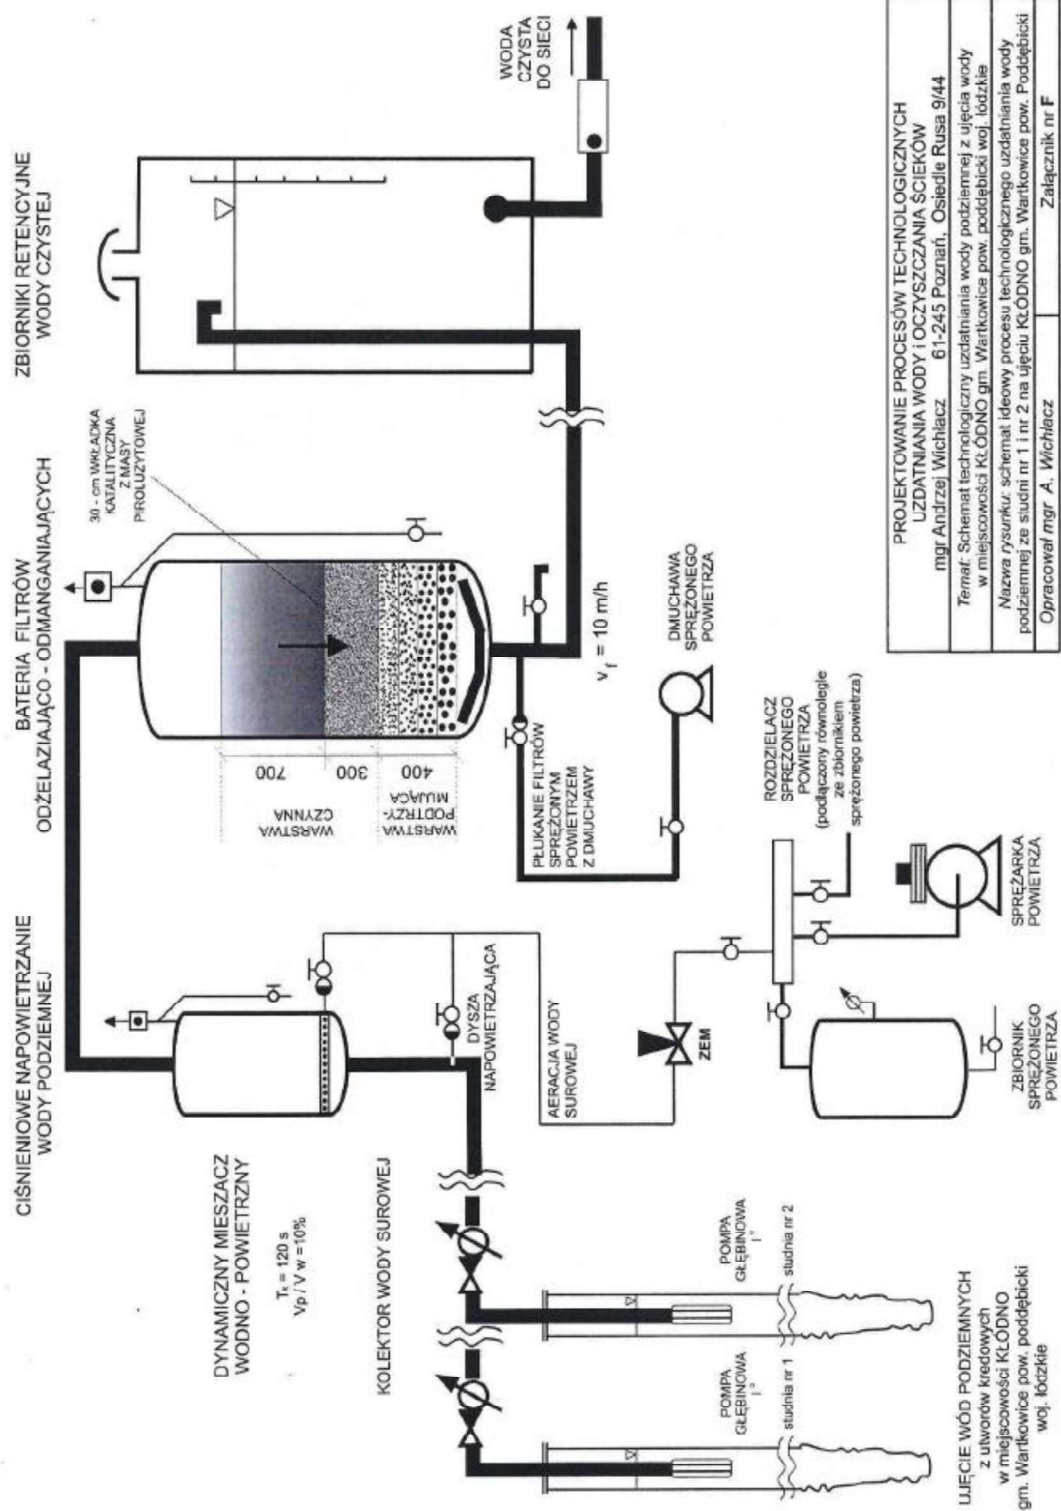 CIŚNIENIOWE NAPOWIETRZANIE
WODY PODZIEMNEJ
BATERIA FILTRÓW
ODŻELAZIAJĄCO - ODMANGANIAJĄCYCH
ZBIORNIKI RETENCYJNE
WODY CZYSTEJ
30 - cm WKŁADKA
KATALITYCZNA
Z MASY
PIROLUZYTOWEJ
WODA
CZYSTA
DO SIECI
DYNAMICZNY MIESZACZ
WODNO - POWIETRZNY
Tₖ = 120 s
Vp / V w =10%
700
300
400
WARSTWA
CZYNNA
WARSTWA
PODTRZY-
MUJĄCA
DYSZA
NAPOWIETRZAJĄCA
PŁUKANIE FILTRÓW
SPRĘŻONYM
POWIETRZEM
Z DMUCHAWY
v f = 10 m/h
DMUCHAWA
SPRĘŻONEGO
POWIETRZA
KOLEKTOR WODY SUROWEJ
AERACJA WODY
SUROWEJ
ZEM
ROZDZIELACZ
SPRĘŻONEGO
POWIETRZA
(podłączony równolegle
ze zbiornikiem
sprężonego powietrza)
SPRĘŻARKA
POWIETRZA
ZBIORNIK
SPRĘŻONEGO
POWIETRZA
POMPA
GŁĘBINOWA
I °
studnia nr 1
POMPA
GŁĘBINOWA
I °
studnia nr 2
UJĘCIE WÓD PODZIEMNYCH
z utworów kredowych
w miejscowości KŁÓDNO
gm. Wartkowice pow. poddębicki
woj. łódzkie
PROJEKTOWANIE PROCESÓW TECHNOLOGICZNYCH
UZDATNIANIA WODY i OCZYSZCZANIA ŚCIEKÓW
mgr Andrzej Wichłacz 61-245 Poznań, Osiedle Rusa 9/44
Temat: Schemat technologiczny uzdatniania wody podziemnej z ujęcia wody
w miejscowości KŁÓDNO gm. Wartkowice pow. poddębicki woj. łódzkie
Nazwa rysunku: schemat ideowy procesu technologicznego uzdatniania wody
podziemnej ze studni nr 1 i nr 2 na ujęciu KŁÓDNO gm. Wartkowice pow. Poddębicki
Opracował mgr A. Wichłacz
Załącznik nr F